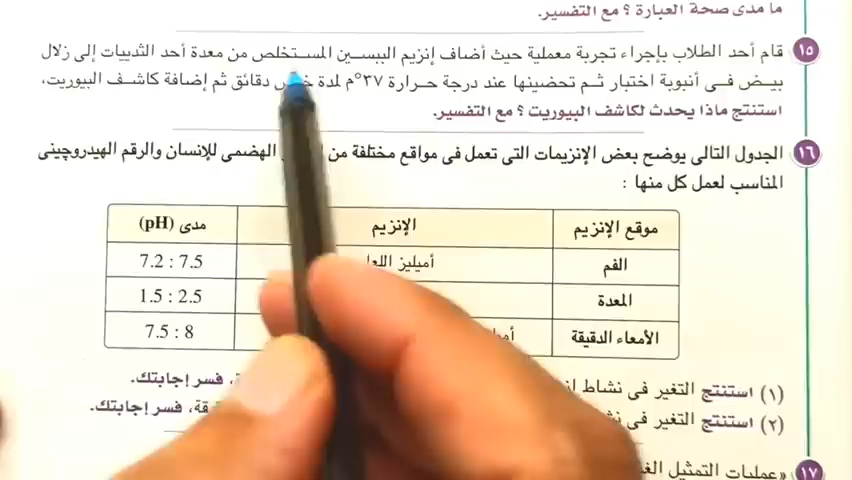 ما مدى صحة العبارة ؟ مع التفسير.
١٥ قام أحد الطلاب بإجراء تجربة معملية حيث أضاف إنزيم الببسين المستخلص من معدة أحد الثدييات إلى زلال
بيض فى أنبوبة اختبار ثم تحضينها عند درجة حرارة ٣٧°م لمدة دقائق ثم إضافة كاشف البيوريت،
استنتج ماذا يحدث لكاشف البيوريت ؟ مع التفسير.
١٦ الجدول التالى يوضح بعض الإنزيمات التى تعمل فى مواقع مختلفة من الهضمى للإنسان والرقم الهيدروچينى
المناسب لعمل كل منها :
موقع الإنزيم الإنزيم مدى (pH)
الفم أميليز 7.2 : 7.5
المعدة 1.5 : 2.5
الأمعاء الدقيقة 7.5 : 8
(١) استنتج التغير فى نشاط فسر إجابتك.
(٢) استنتج التغير فى فسر إجابتك.
١٧ «عمليات التمثيل